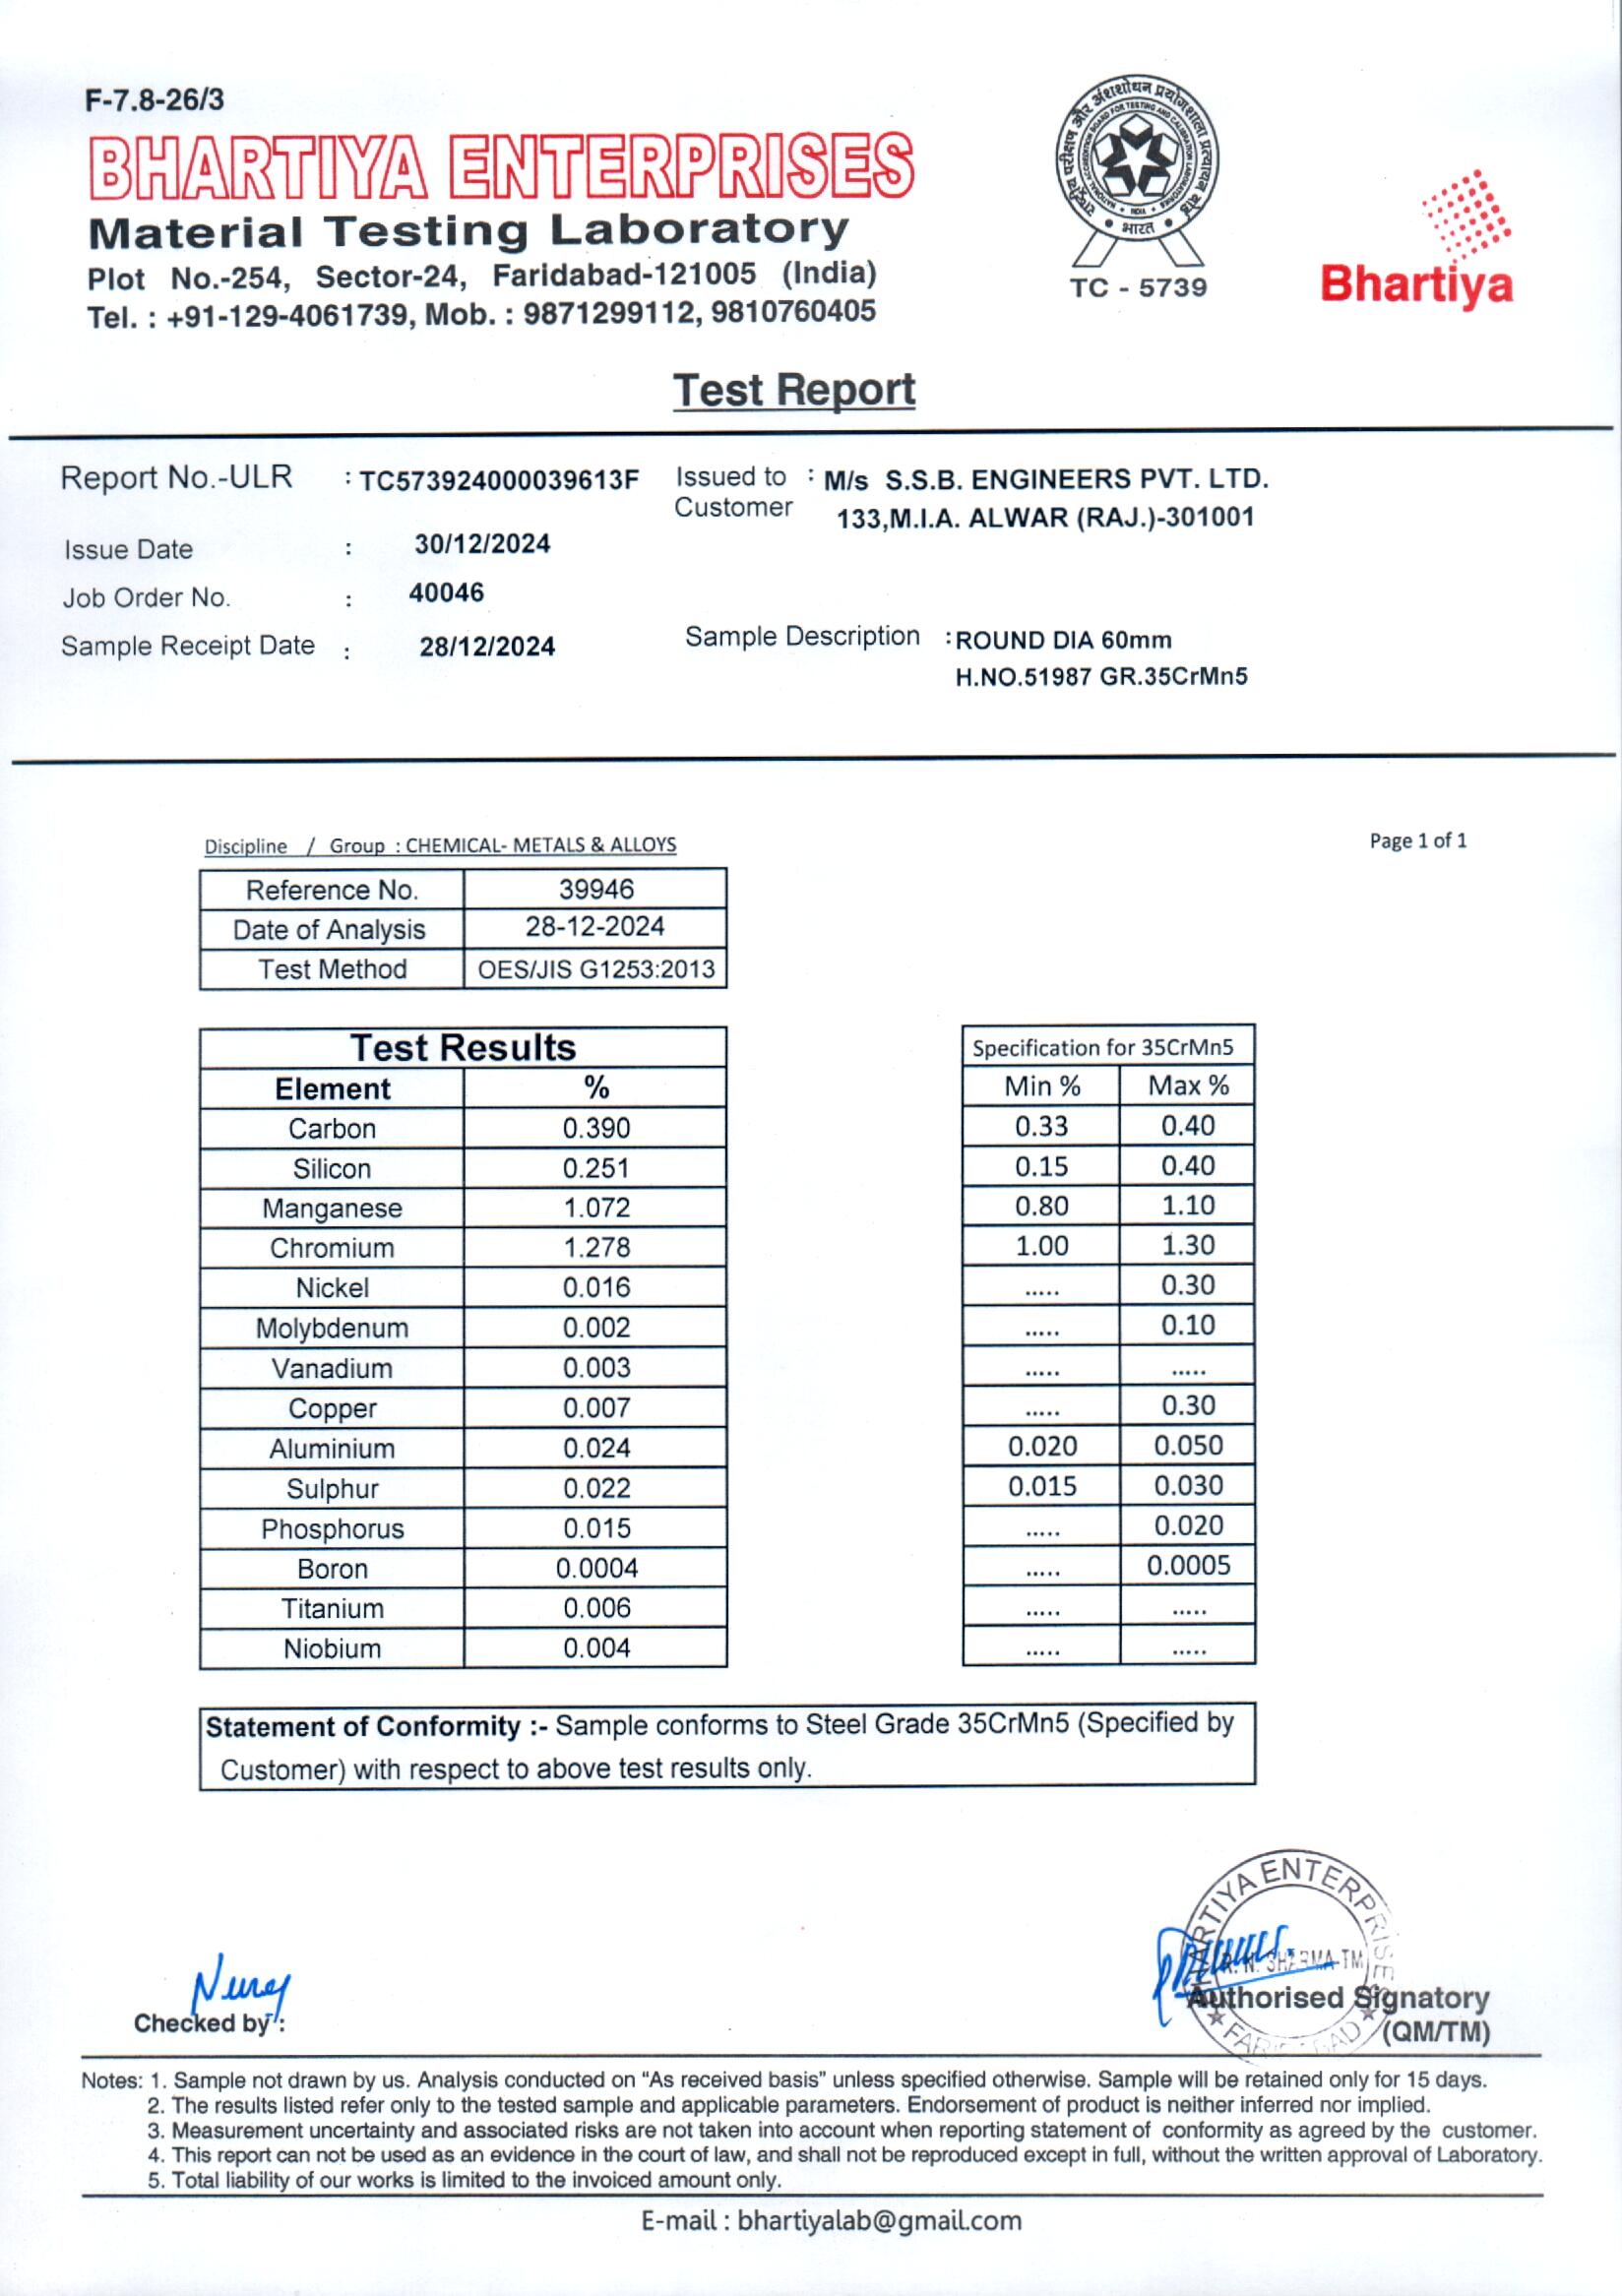 F-7.8-26/3
BHARTIYA ENTERPRISES
Material Testing Laboratory
Plot No.-254, Sector-24, Faridabad-121005 (India)
Tel. : +91-129-4061739, Mob. : 9871299112, 9810760405
राष्ट्रीय परीक्षण और अंशशोधन प्रयोगशाला प्रत्यायन बोर्ड
NATIONAL ACCREDITATION BOARD FOR TESTING AND CALIBRATION LABORATORIES
INDIA
भारत
TC - 5739
Bhartiya
Test Report
Report No.-ULR : TC573924000039613F
Issue Date : 30/12/2024
Job Order No. : 40046
Sample Receipt Date : 28/12/2024
Issued to Customer : M/s S.S.B. ENGINEERS PVT. LTD.
133,M.I.A. ALWAR (RAJ.)-301001
Sample Description : ROUND DIA 60mm
H.NO.51987 GR.35CrMn5
Discipline / Group : CHEMICAL- METALS & ALLOYS
Page 1 of 1
Reference No. 39946
Date of Analysis 28-12-2024
Test Method OES/JIS G1253:2013
Test Results Specification for 35CrMn5
Element % Min % Max %
Carbon 0.390 0.33 0.40
Silicon 0.251 0.15 0.40
Manganese 1.072 0.80 1.10
Chromium 1.278 1.00 1.30
Nickel 0.016 ..... 0.30
Molybdenum 0.002 ..... 0.10
Vanadium 0.003 ..... .....
Copper 0.007 ..... 0.30
Aluminium 0.024 0.020 0.050
Sulphur 0.022 0.015 0.030
Phosphorus 0.015 ..... 0.020
Boron 0.0004 ..... 0.0005
Titanium 0.006 ..... .....
Niobium 0.004 ..... .....
Statement of Conformity :- Sample conforms to Steel Grade 35CrMn5 (Specified by
Customer) with respect to above test results only.
BHARTIYA ENTERPRISES
R. N. SHARMA-TM
FARIDABAD
Checked by :
Authorised Signatory
(QM/TM)
Notes: 1. Sample not drawn by us. Analysis conducted on “As received basis” unless specified otherwise. Sample will be retained only for 15 days.
2. The results listed refer only to the tested sample and applicable parameters. Endorsement of product is neither inferred nor implied.
3. Measurement uncertainty and associated risks are not taken into account when reporting statement of conformity as agreed by the customer.
4. This report can not be used as an evidence in the court of law, and shall not be reproduced except in full, without the written approval of Laboratory.
5. Total liability of our works is limited to the invoiced amount only.
E-mail : bhartiyalab@gmail.com